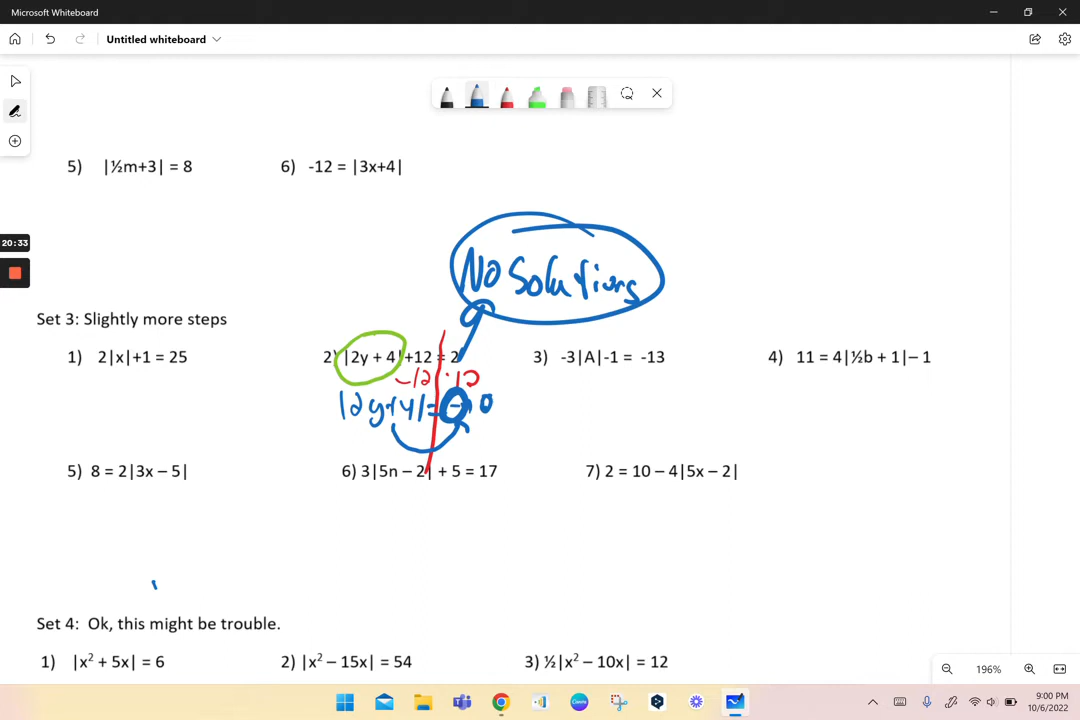 Microsoft Whiteboard
Untitled whiteboard
5) |½m+3| = 8
6) -12 = |3x+4|
20:33
No Solutions
Set 3: Slightly more steps
1) 2|x|+1 = 25
2) |2y + 4|+12 = 2
3) -3|A|-1 = -13
4) 11 = 4|½b + 1|– 1
-12 -12
|2y+4|= -10
5) 8 = 2|3x – 5|
6) 3|5n – 2| + 5 = 17
7) 2 = 10 – 4|5x – 2|
Set 4: Ok, this might be trouble.
1) |x² + 5x| = 6
2) |x² – 15x| = 54
3) ½|x² – 10x| = 12
196%
9:00 PM
10/6/2022